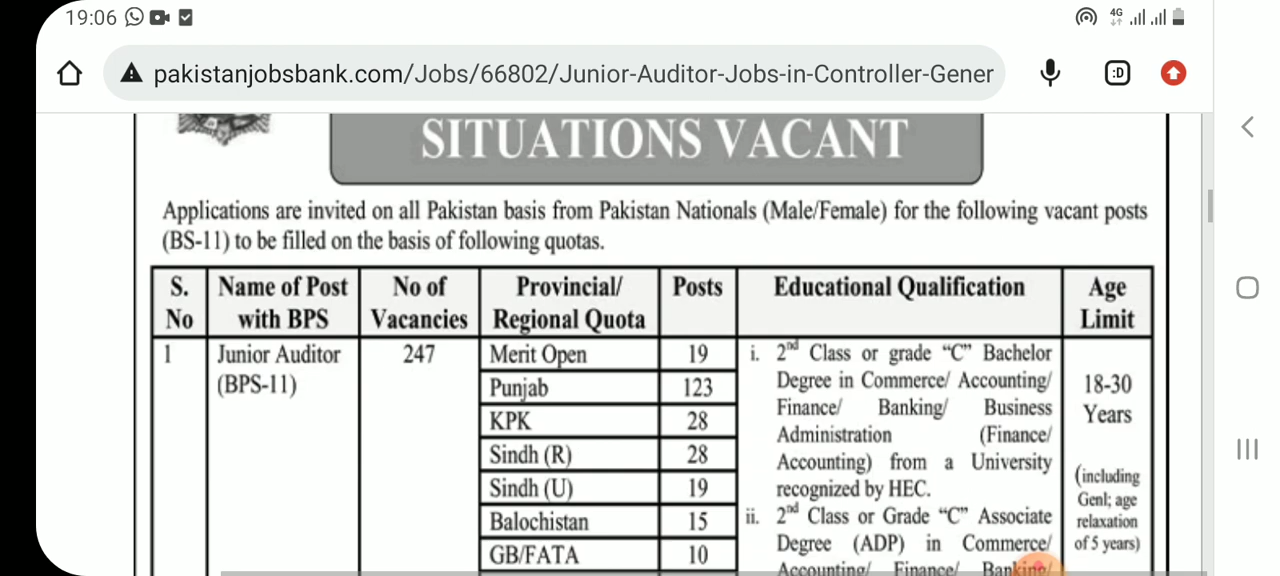 19:06
4G
pakistanjobsbank.com/Jobs/66802/Junior-Auditor-Jobs-in-Controller-Gener
:D
SITUATIONS VACANT
Applications are invited on all Pakistan basis from Pakistan Nationals (Male/Female) for the following vacant posts
(BS-11) to be filled on the basis of following quotas.
S. No
Name of Post with BPS
No of Vacancies
Provincial/ Regional Quota
Posts
Educational Qualification
Age Limit
1
Junior Auditor
(BPS-11)
247
Merit Open 19
Punjab 123
KPK 28
Sindh (R) 28
Sindh (U) 19
Balochistan 15
GB/FATA 10
i. 2nd Class or grade “C” Bachelor
Degree in Commerce/ Accounting/
Finance/ Banking/ Business
Administration (Finance/
Accounting) from a University
recognized by HEC.
ii. 2nd Class or Grade “C” Associate
Degree (ADP) in Commerce/
Accounting/ Finance/ Banking/
18-30
Years
(including
Genl; age
relaxation
of 5 years)